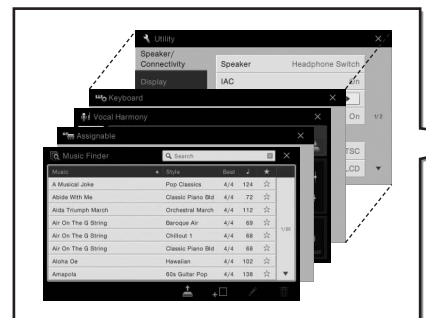 Utility
Speaker/
Connectivity
Speaker Headphone Switch
Display
IAC On
Keyboard
On 1/2
Vocal Harmony
Assignable
Music Finder Search
Music Style Beat
A Musical Joke Pop Classics 4/4 124
Abide With Me Classic Piano Bld 4/4 72
Aida Triumph March Orchestral March 4/4 112
Air On The G String Baroque Air 4/4 69
Air On The G String Chillout 1 4/4 68
Air On The G String Classic Piano Bld 4/4 68
Aloha Oe Hawaiian 4/4 102
Amapola 60s Guitar Pop 4/4 138